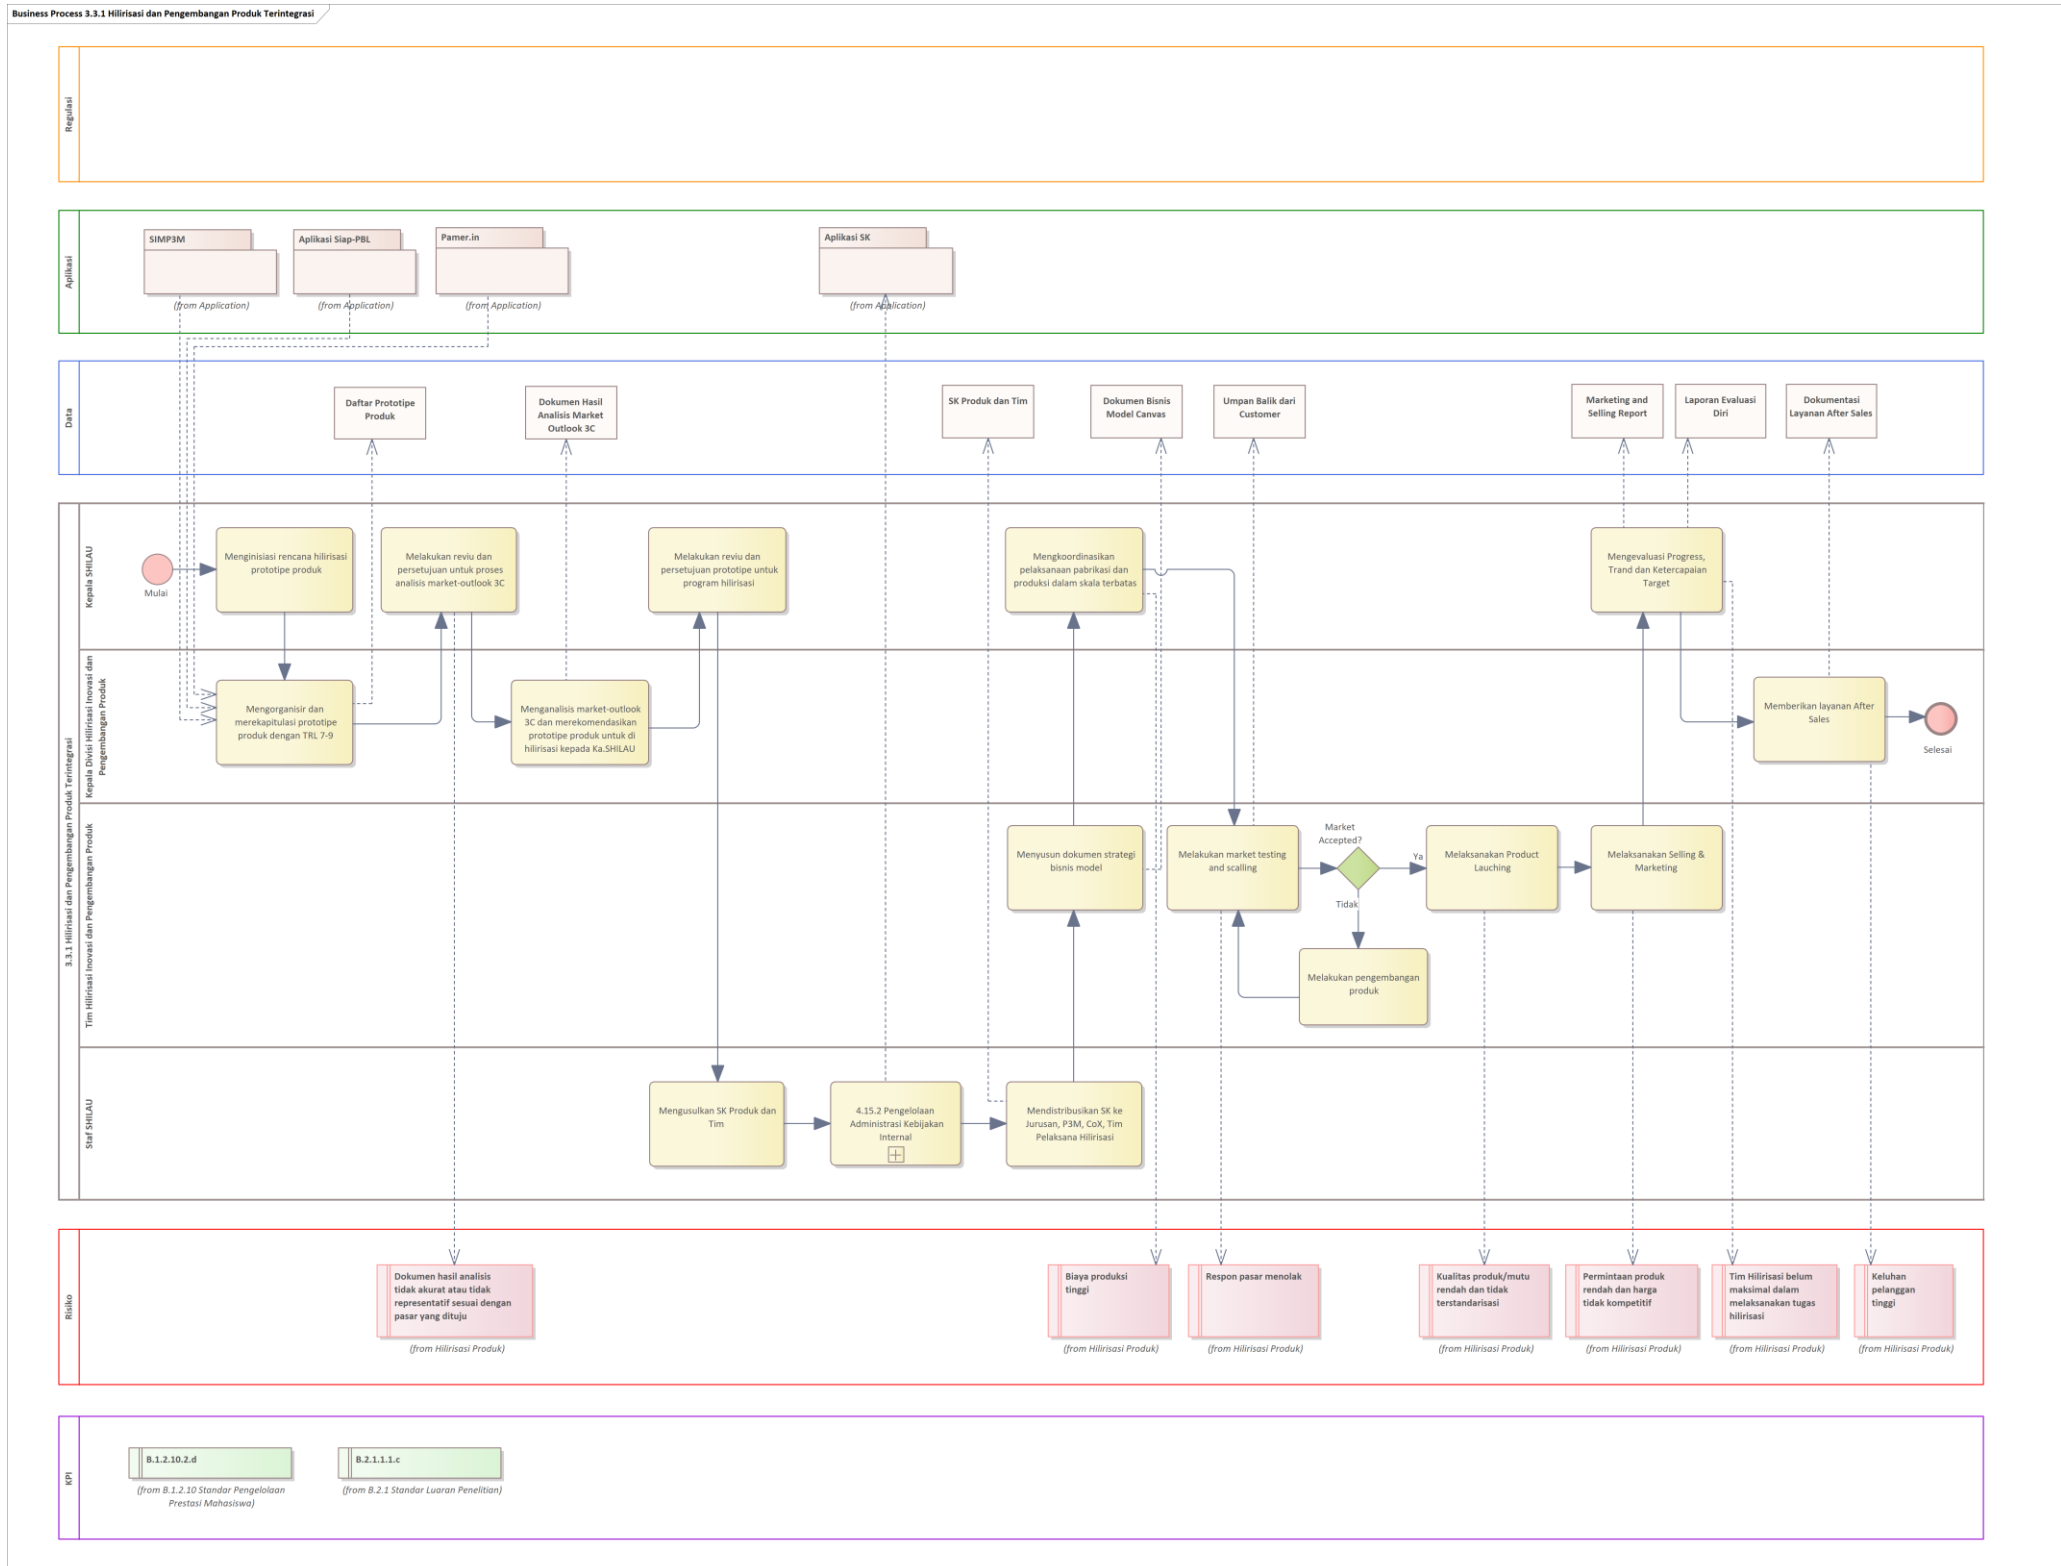 Business Process 3.3.1 Hilirisasi dan Pengembangan Produk Terintegrasi
Regulasi
Aplikasi
SIMP3M
(from Application)
Aplikasi Siap-PBL
(from Application)
Pamer.in
(from Application)
Aplikasi SK
(from Application)
Data
Daftar Prototipe
Produk
Dokumen Hasil
Analisis Market
Outlook 3C
SK Produk dan Tim
Dokumen Bisnis
Model Canvas
Umpan Balik dari
Customer
Marketing and
Selling Report
Laporan Evaluasi
Diri
Dokumentasi
Layanan After Sales
3.3.1 Hilirisasi dan Pengembangan Produk Terintegrasi
Kepala SHILAU
Mulai
Menginisiasi rencana hilirisasi
prototipe produk
Melakukan reviu dan
persetujuan untuk proses
analisis market-outlook 3C
Melakukan reviu dan
persetujuan prototipe untuk
program hilirisasi
Mengkoordinasikan
pelaksanaan pabrikasi dan
produksi dalam skala terbatas
Mengevaluasi Progress,
Trand dan Ketercapaian
Target
Kepala Divisi Hilirisasi Inovasi dan
Pengembangan Produk
Mengorganisir dan
merekapitulasi prototipe
produk dengan TRL 7-9
Menganalisis market-outlook
3C dan merekomendasikan
prototipe produk untuk di
hilirisasi kepada Ka.SHILAU
Memberikan layanan After
Sales
Selesai
Tim Hilirisasi Inovasi dan Pengembangan Produk
Menyusun dokumen strategi
bisnis model
Melakukan market testing
and scalling
Market
Accepted?
Ya
Tidak
Melaksanakan Product
Lauching
Melaksanakan Selling &
Marketing
Melakukan pengembangan
produk
Staf SHILAU
Mengusulkan SK Produk dan
Tim
4.15.2 Pengelolaan
Administrasi Kebijakan
Internal
Mendistribusikan SK ke
Jurusan, P3M, CoX, Tim
Pelaksana Hilirisasi
Risiko
Dokumen hasil analisis
tidak akurat atau tidak
representatif sesuai dengan
pasar yang dituju
(from Hilirisasi Produk)
Biaya produksi
tinggi
(from Hilirisasi Produk)
Respon pasar menolak
(from Hilirisasi Produk)
Kualitas produk/mutu
rendah dan tidak
terstandarisasi
(from Hilirisasi Produk)
Permintaan produk
rendah dan harga
tidak kompetitif
(from Hilirisasi Produk)
Tim Hilirisasi belum
maksimal dalam
melaksanakan tugas
hilirisasi
(from Hilirisasi Produk)
Keluhan
pelanggan
tinggi
(from Hilirisasi Produk)
KPI
B.1.2.10.2.d
(from B.1.2.10 Standar Pengelolaan
Prestasi Mahasiswa)
B.2.1.1.1.c
(from B.2.1 Standar Luaran Penelitian)